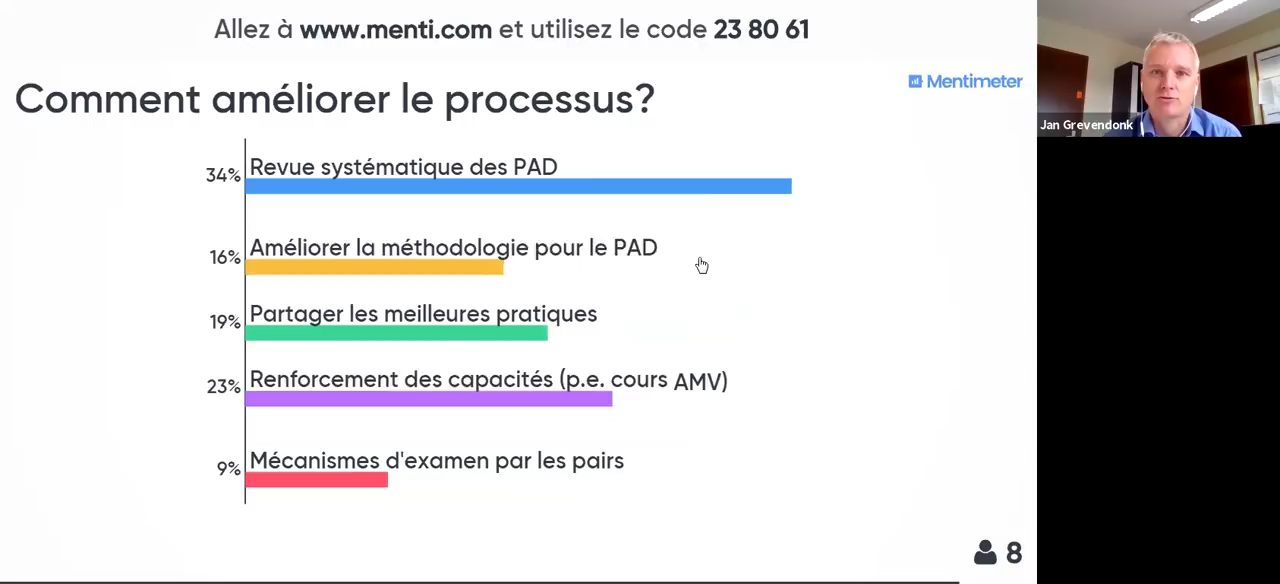 Allez à www.menti.com et utilisez le code 23 80 61
Mentimeter
Comment améliorer le processus?
34%
Revue systématique des PAD
16%
Améliorer la méthodologie pour le PAD
19%
Partager les meilleures pratiques
23%
Renforcement des capacités (p.e. cours AMV)
9%
Mécanismes d'examen par les pairs
8
Jan Grevendonk